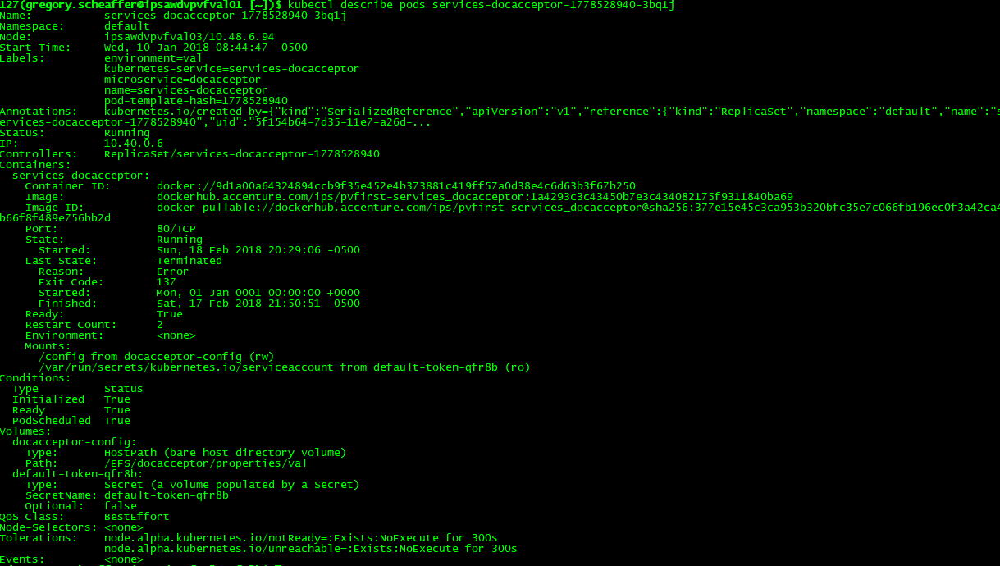 127(gregory.scheaffer@ipsawdvpvfval01 [~])$ kubectl describe pods services-docacceptor-1778528940-3bq1j
Name:           services-docacceptor-1778528940-3bq1j
Namespace:      default
Node:           ipsawdvpvfval03/10.48.6.94
Start Time:     Wed, 10 Jan 2018 08:44:47 -0500
Labels:         environment=val
                kubernetes-service=services-docacceptor
                microservice=docacceptor
                name=services-docacceptor
                pod-template-hash=1778528940
Annotations:    kubernetes.io/created-by={"kind":"SerializedReference","apiVersion":"v1","reference":{"kind":"ReplicaSet","namespace":"default","name":"s
ervices-docacceptor-1778528940","uid":"5f154b64-7d35-11e7-a26d-...
Status:         Running
IP:             10.40.0.6
Controllers:    ReplicaSet/services-docacceptor-1778528940
Containers:
  services-docacceptor:
    Container ID:       docker://9d1a00a64324894ccb9f35e452e4b373881c419ff57a0d38e4c6d63b3f67b250
    Image:              dockerhub.accenture.com/ips/pvfirst-services_docacceptor:1a4293c3c43450b7e3c434082175f9311840ba69
    Image ID:           docker-pullable://dockerhub.accenture.com/ips/pvfirst-services_docacceptor@sha256:377e15e45c3ca953b320bfc35e7c066fb196ec0f3a42ca4
b66f8f489e756bb2d
    Port:               80/TCP
    State:              Running
      Started:          Sun, 18 Feb 2018 20:29:06 -0500
    Last State:         Terminated
      Reason:           Error
      Exit Code:        137
      Started:          Mon, 01 Jan 0001 00:00:00 +0000
      Finished:         Sat, 17 Feb 2018 21:50:51 -0500
    Ready:              True
    Restart Count:      2
    Environment:        <none>
    Mounts:
      /config from docacceptor-config (rw)
      /var/run/secrets/kubernetes.io/serviceaccount from default-token-qfr8b (ro)
Conditions:
  Type          Status
  Initialized   True
  Ready         True
  PodScheduled  True
Volumes:
  docacceptor-config:
    Type:       HostPath (bare host directory volume)
    Path:       /EFS/docacceptor/properties/val
  default-token-qfr8b:
    Type:       Secret (a volume populated by a Secret)
    SecretName: default-token-qfr8b
    Optional:   false
QoS Class:      BestEffort
Node-Selectors: <none>
Tolerations:    node.alpha.kubernetes.io/notReady=:Exists:NoExecute for 300s
                node.alpha.kubernetes.io/unreachable=:Exists:NoExecute for 300s
Events:         <none>